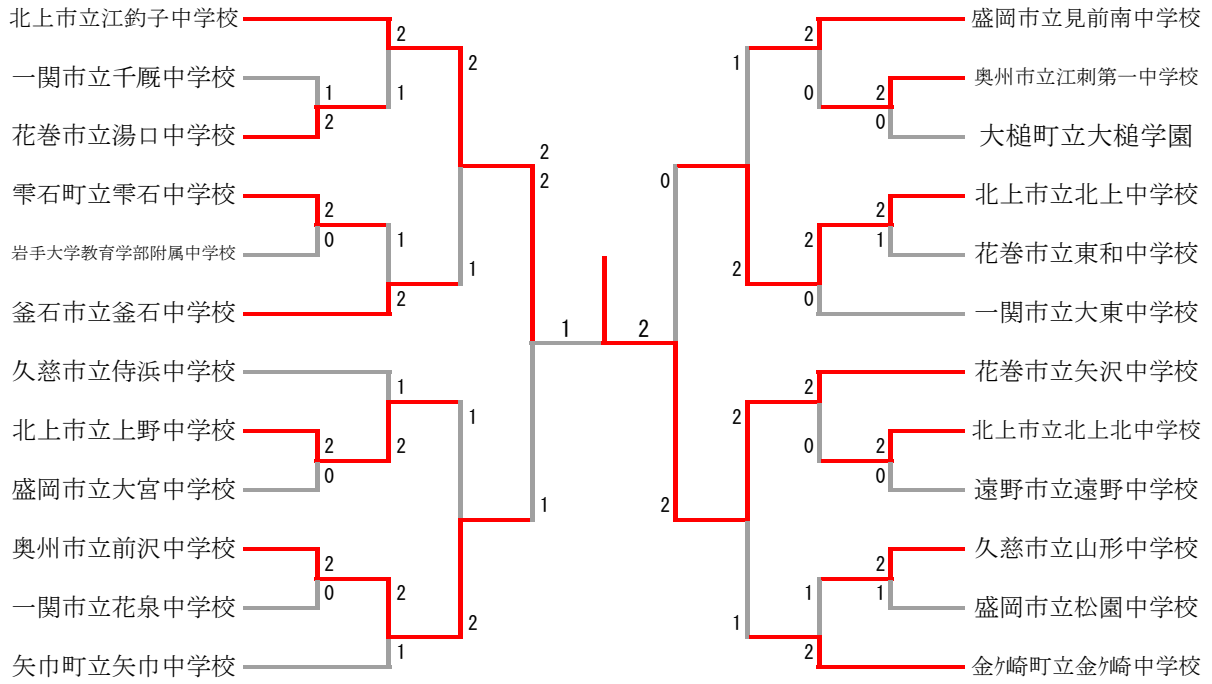 北上市立江釣子中学校
一関市立千厩中学校
花巻市立湯口中学校
雫石町立雫石中学校
岩手大学教育学部附属中学校
釜石市立釜石中学校
久慈市立侍浜中学校
北上市立上野中学校
盛岡市立大宮中学校
奥州市立前沢中学校
一関市立花泉中学校
矢巾町立矢巾中学校
2
1
1
2
2
0
1
2
1
2
2
0
2
0
2
1
2
1
1
2
2
2
1
1
2
0
2
1
2
2
0
2
1
2
0
2
0
2
1
2
0
2
0
2
0
2
1
1
2
盛岡市立見前南中学校
奥州市立江刺第一中学校
大槌町立大槌学園
北上市立北上中学校
花巻市立東和中学校
一関市立大東中学校
花巻市立矢沢中学校
北上市立北上北中学校
遠野市立遠野中学校
久慈市立山形中学校
盛岡市立松園中学校
金ケ崎町立金ケ崎中学校